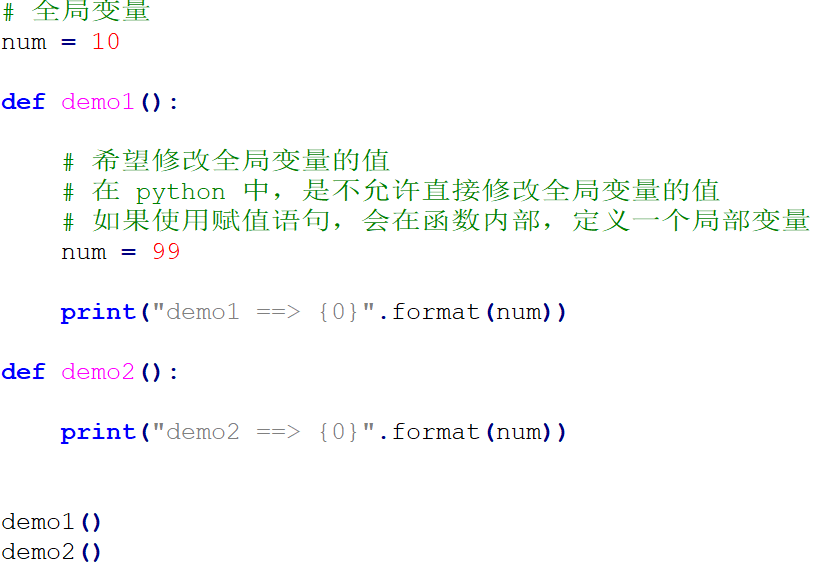 # 全局变量
num = 10
def demo1():
# 希望修改全局变量的值
# 在 python 中，是不允许直接修改全局变量的值
# 如果使用赋值语句，会在函数内部，定义一个局部变量
num = 99
print("demo1 ==> {0}".format(num))
def demo2():
print("demo2 ==> {0}".format(num))
demo1()
demo2()